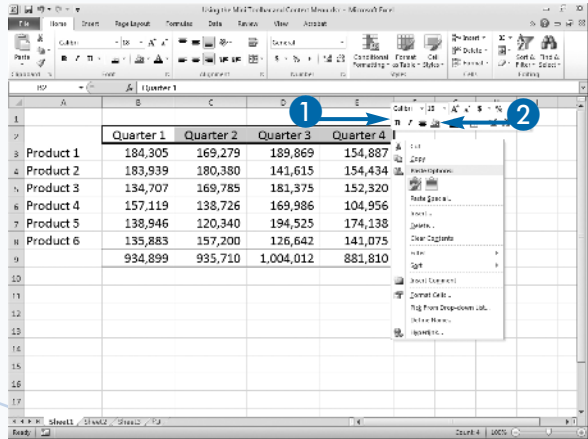 Using the Mini Toolbar and Context Menu.xlsx - Microsoft Excel
File Home Insert Page Layout Formulas Data Review View Acrobat
Calibri 18 General Conditional Format Cell Insert Sort & Find &
Paste Formatting as Table Styles Delete Filter Select
Format
Clipboard Font Alignment Number Styles Cells Editing
B2 Quarter 1
A B C D E
1 2
Calibri 18
1
2 Quarter 1 Quarter 2 Quarter 3 Quarter 4
3 Product 1 184,305 169,279 189,869 154,887
4 Product 2 183,939 180,380 141,615 154,434
5 Product 3 134,707 169,785 181,375 152,320
6 Product 4 157,119 138,726 169,986 104,956
7 Product 5 138,946 120,340 194,525 174,138
8 Product 6 135,883 157,200 126,642 141,075
9 934,899 935,710 1,004,012 881,810
10
11
12
13
14
15
16
17
Cut
Copy
Paste Options:
Paste Special...
Insert...
Delete...
Clear Contents
Filter
Sort
Insert Comment
Format Cells...
Pick From Drop-down List...
Define Name...
Hyperlink...
Sheet1 Sheet2 Sheet3
Ready Count: 4 100%